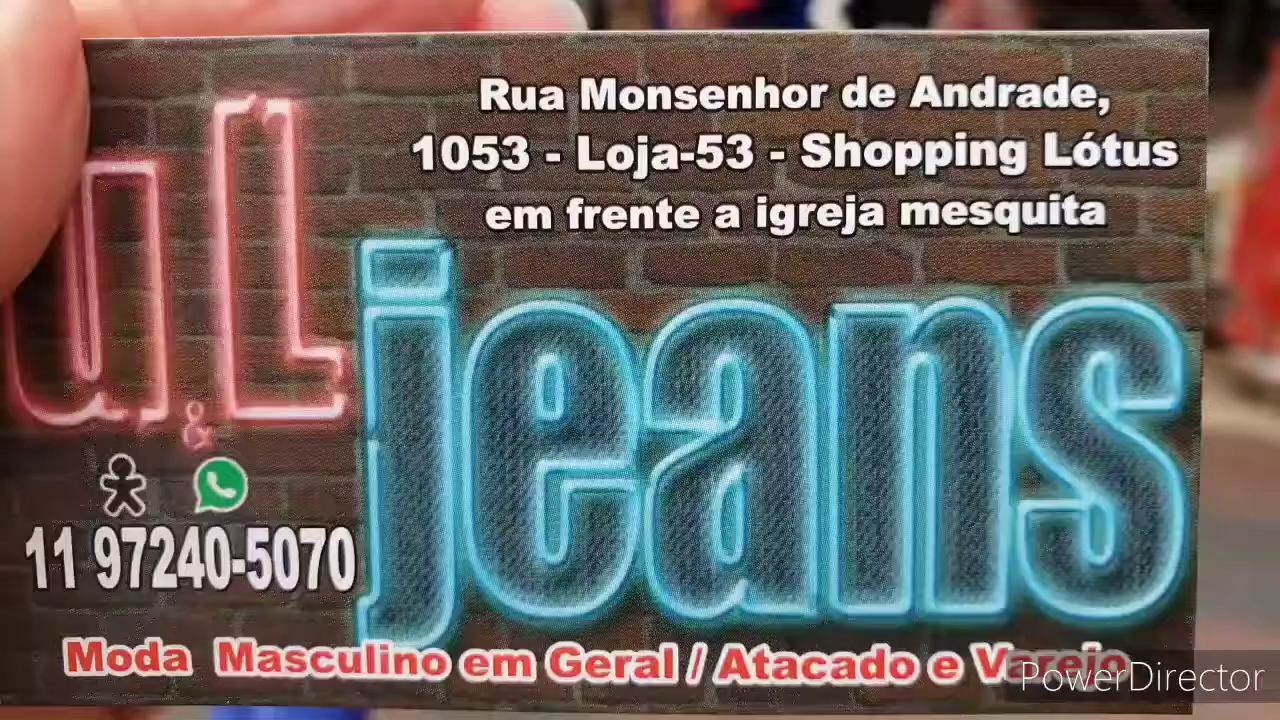 Rua Monsenhor de Andrade,
1053 - Loja-53 - Shopping Lótus
em frente a igreja mesquita
u&L
jeans
11 97240-5070
Moda Masculino em Geral / Atacado e Varejo
PowerDirector